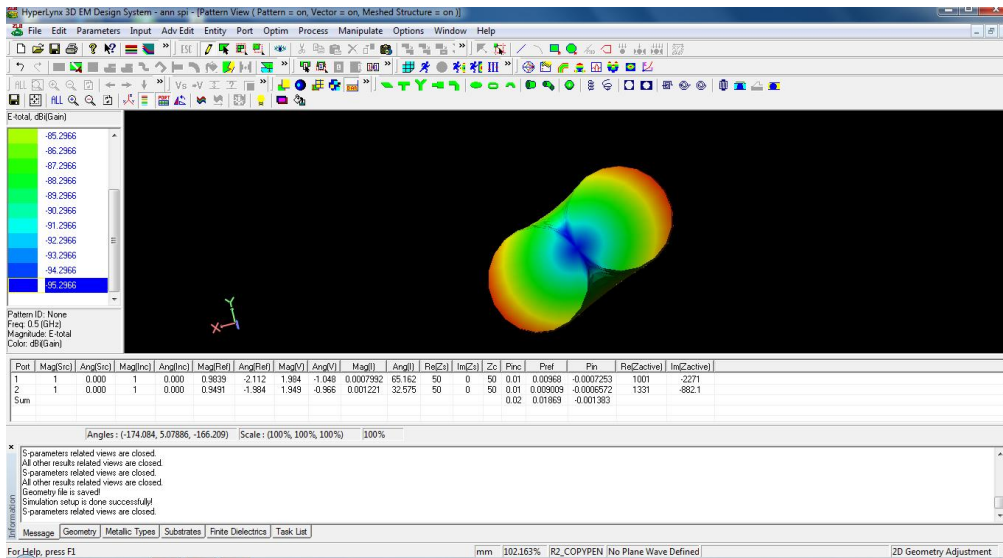 HyperLynx 3D EM Design System - ann spi - [Pattern View ( Pattern = on, Vector = on, Meshed Structure = on )]
File Edit Parameters Input Adv Edit Entity Port Optim Process Manipulate Options Window Help
ESC
ALL Vs
ALL PORT
E-total, dBi(Gain)
-85.2966
-86.2966
-87.2966
-88.2966
-89.2966
-90.2966
-91.2966
-92.2966
-93.2966
-94.2966
-95.2966
Pattern ID: None
Freq: 0.5 (GHz)
Magnitude: E-total
Color: dBi(Gain)
Y
X
Port Mag(Src) Ang(Src) Mag(Inc) Ang(Inc) Mag(Ref) Ang(Ref) Mag(V) Ang(V) Mag(I) Ang(I) Re(Zs) Im(Zs) Zc Pinc Pref Pin Re(Zactive) Im(Zactive)
1 1 0.000 1 0.000 0.9839 -2.112 1.984 -1.048 0.0007992 65.162 50 0 50 0.01 0.00968 -0.0007253 1001 -2271
2 1 0.000 1 0.000 0.9491 -1.984 1.949 -0.966 0.001221 32.575 50 0 50 0.01 0.009009 -0.0006572 1331 -882.1
Sum 0.02 0.01869 -0.001383
Angles : (-174.084, 5.07886, -166.209) Scale : (100%, 100%, 100%) 100%
S-parameters related views are closed.
All other results related views are closed.
S-parameters related views are closed.
All other results related views are closed.
Geometry file is saved!
Simulation setup is done successfully!
S-parameters related views are closed.
Information
Message Geometry Metallic Types Substrates Finite Dielectrics Task List
For Help, press F1 mm 102.163% R2_COPYPEN No Plane Wave Defined 2D Geometry Adjustment